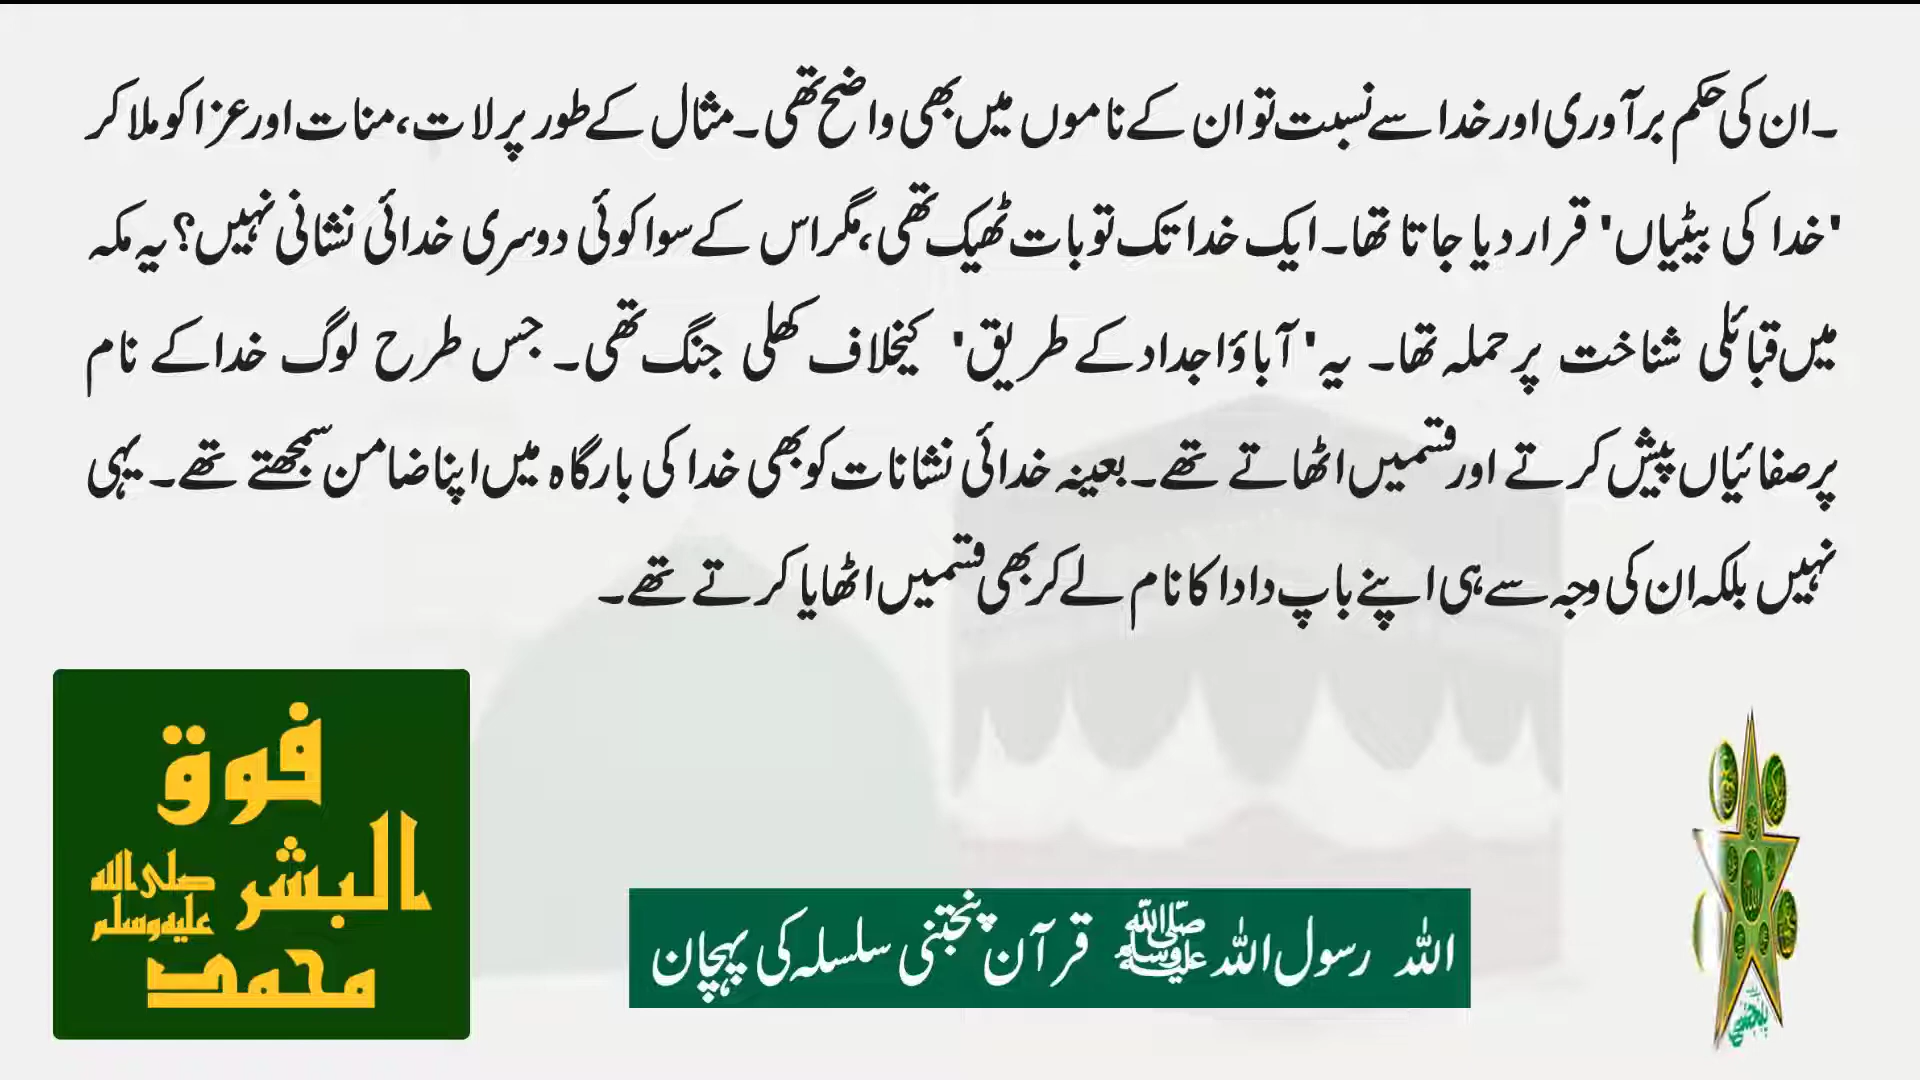 ۔ان کی حکم برآوری اور خدا سے نسبت تو ان کے ناموں میں بھی واضح تھی۔ مثال کے طور پر لات، منات اور عزا کو ملا کر
'خدا کی بیٹیاں' قرار دیا جاتا تھا۔ ایک خدا تک تو بات ٹھیک تھی، مگر اس کے سوا کوئی دوسری خدائی نشانی نہیں؟ یہ مکہ
میں قبائلی شناخت پر حملہ تھا۔ یہ 'آباؤ اجداد کے طریق' کیخلاف کھلی جنگ تھی۔ جس طرح لوگ خدا کے نام
پر صفائیاں پیش کرتے اور قسمیں اٹھاتے تھے۔ بعینہ خدائی نشانات کو بھی خدا کی بارگاہ میں اپنا ضامن سمجھتے تھے۔ یہی
نہیں بلکہ ان کی وجہ سے ہی اپنے باپ دادا کا نام لے کر بھی قسمیں اٹھایا کرتے تھے۔
فوق
البشر صلی اللہ علیہ وسلم
محمد
اللہ رسول اللہ ﷺ قرآن پنجتنی سلسلہ کی پہچان